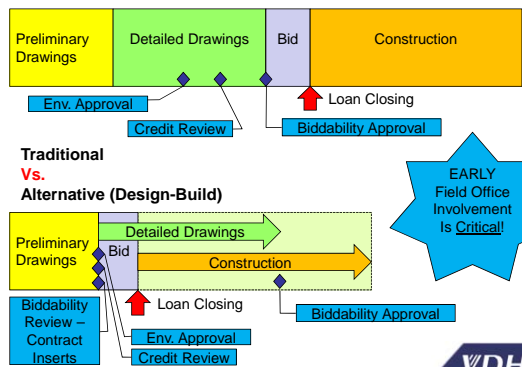 Preliminary
Drawings
Detailed Drawings
Bid
Construction
Env. Approval
Loan Closing
Credit Review
Biddability Approval
Traditional
Vs.
Alternative (Design-Build)
EARLY
Field Office
Involvement
Is Critical!
Preliminary
Drawings
Detailed Drawings
Bid
Construction
Loan Closing
Biddability
Review –
Contract
Inserts
Biddability Approval
Env. Approval
Credit Review
VDH